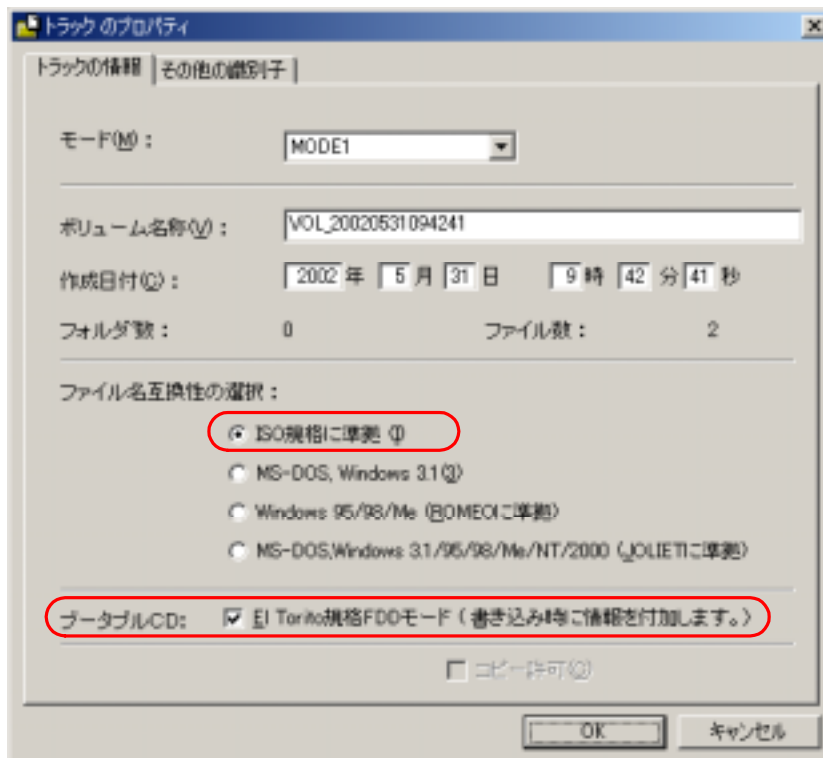 トラック のプロパティ
トラックの情報 その他の識別子
モード(M)： MODE1
ボリューム名称(V)： VOL_20020531094241
作成日付(C)： 2002 年 5 月 31 日 9 時 42 分 41 秒
フォルダ数： 0 ファイル数： 2
ファイル名互換性の選択：
ISO規格に準拠 (I)
MS-DOS, Windows 3.1(3)
Windows 95/98/Me (ROMEOに準拠)
MS-DOS,Windows 3.1/95/98/Me/NT/2000 (JOLIETに準拠)
ブータブルCD: El Torito規格FDDモード ( 書き込み時に情報を付加します。)
コピー許可(O)
OK キャンセル